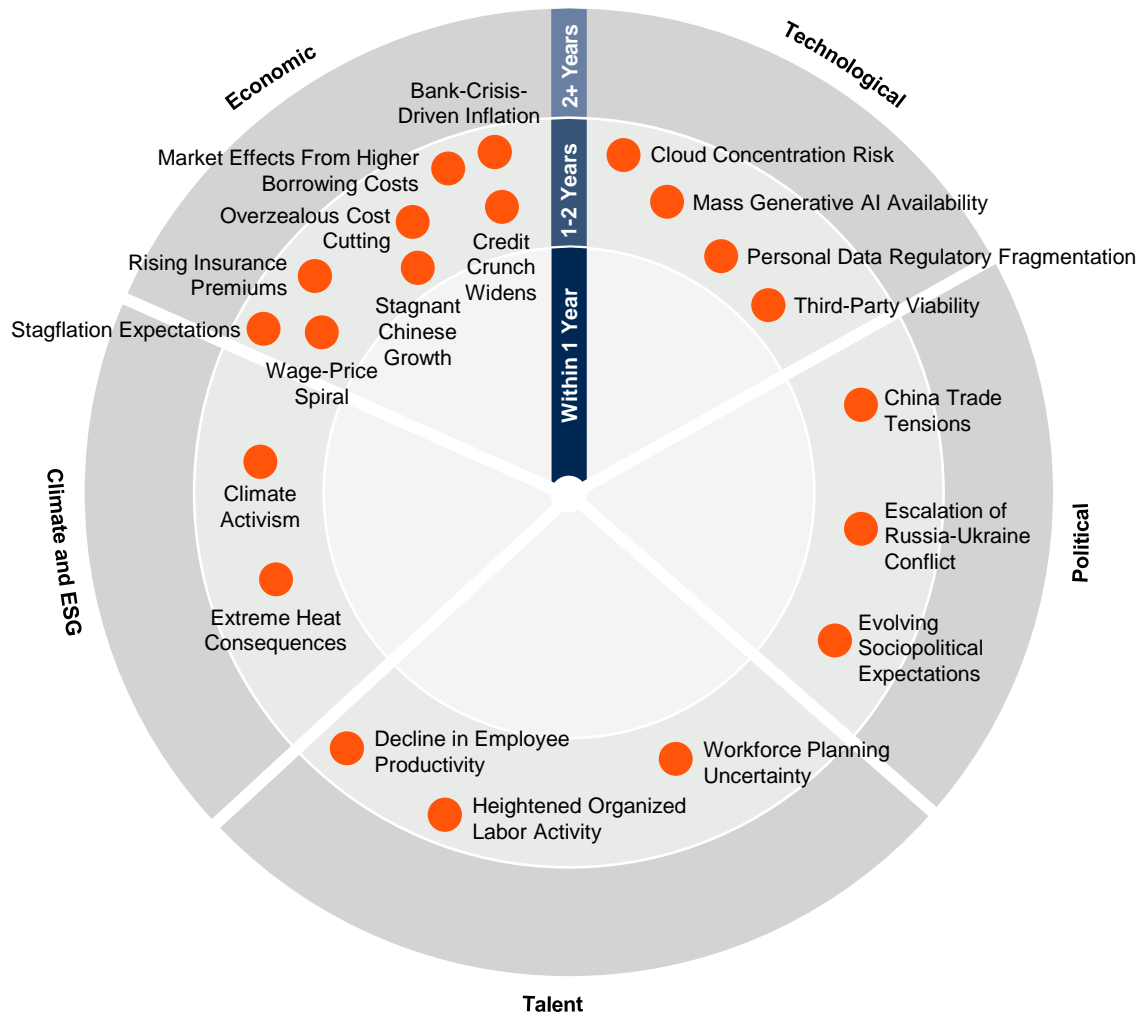 Economic
Technological
2+ Years
1-2 Years
Within 1 Year
Bank-Crisis-
Driven Inflation
Market Effects From Higher
Borrowing Costs
Overzealous Cost
Cutting
Credit
Crunch
Widens
Rising Insurance
Premiums
Stagnant
Chinese
Growth
Stagflation Expectations
Wage-Price
Spiral
Cloud Concentration Risk
Mass Generative AI Availability
Personal Data Regulatory Fragmentation
Third-Party Viability
China Trade
Tensions
Escalation of
Russia-Ukraine
Conflict
Evolving
Sociopolitical
Expectations
Political
Climate and ESG
Climate
Activism
Extreme Heat
Consequences
Decline in Employee
Productivity
Heightened Organized
Labor Activity
Workforce Planning
Uncertainty
Talent